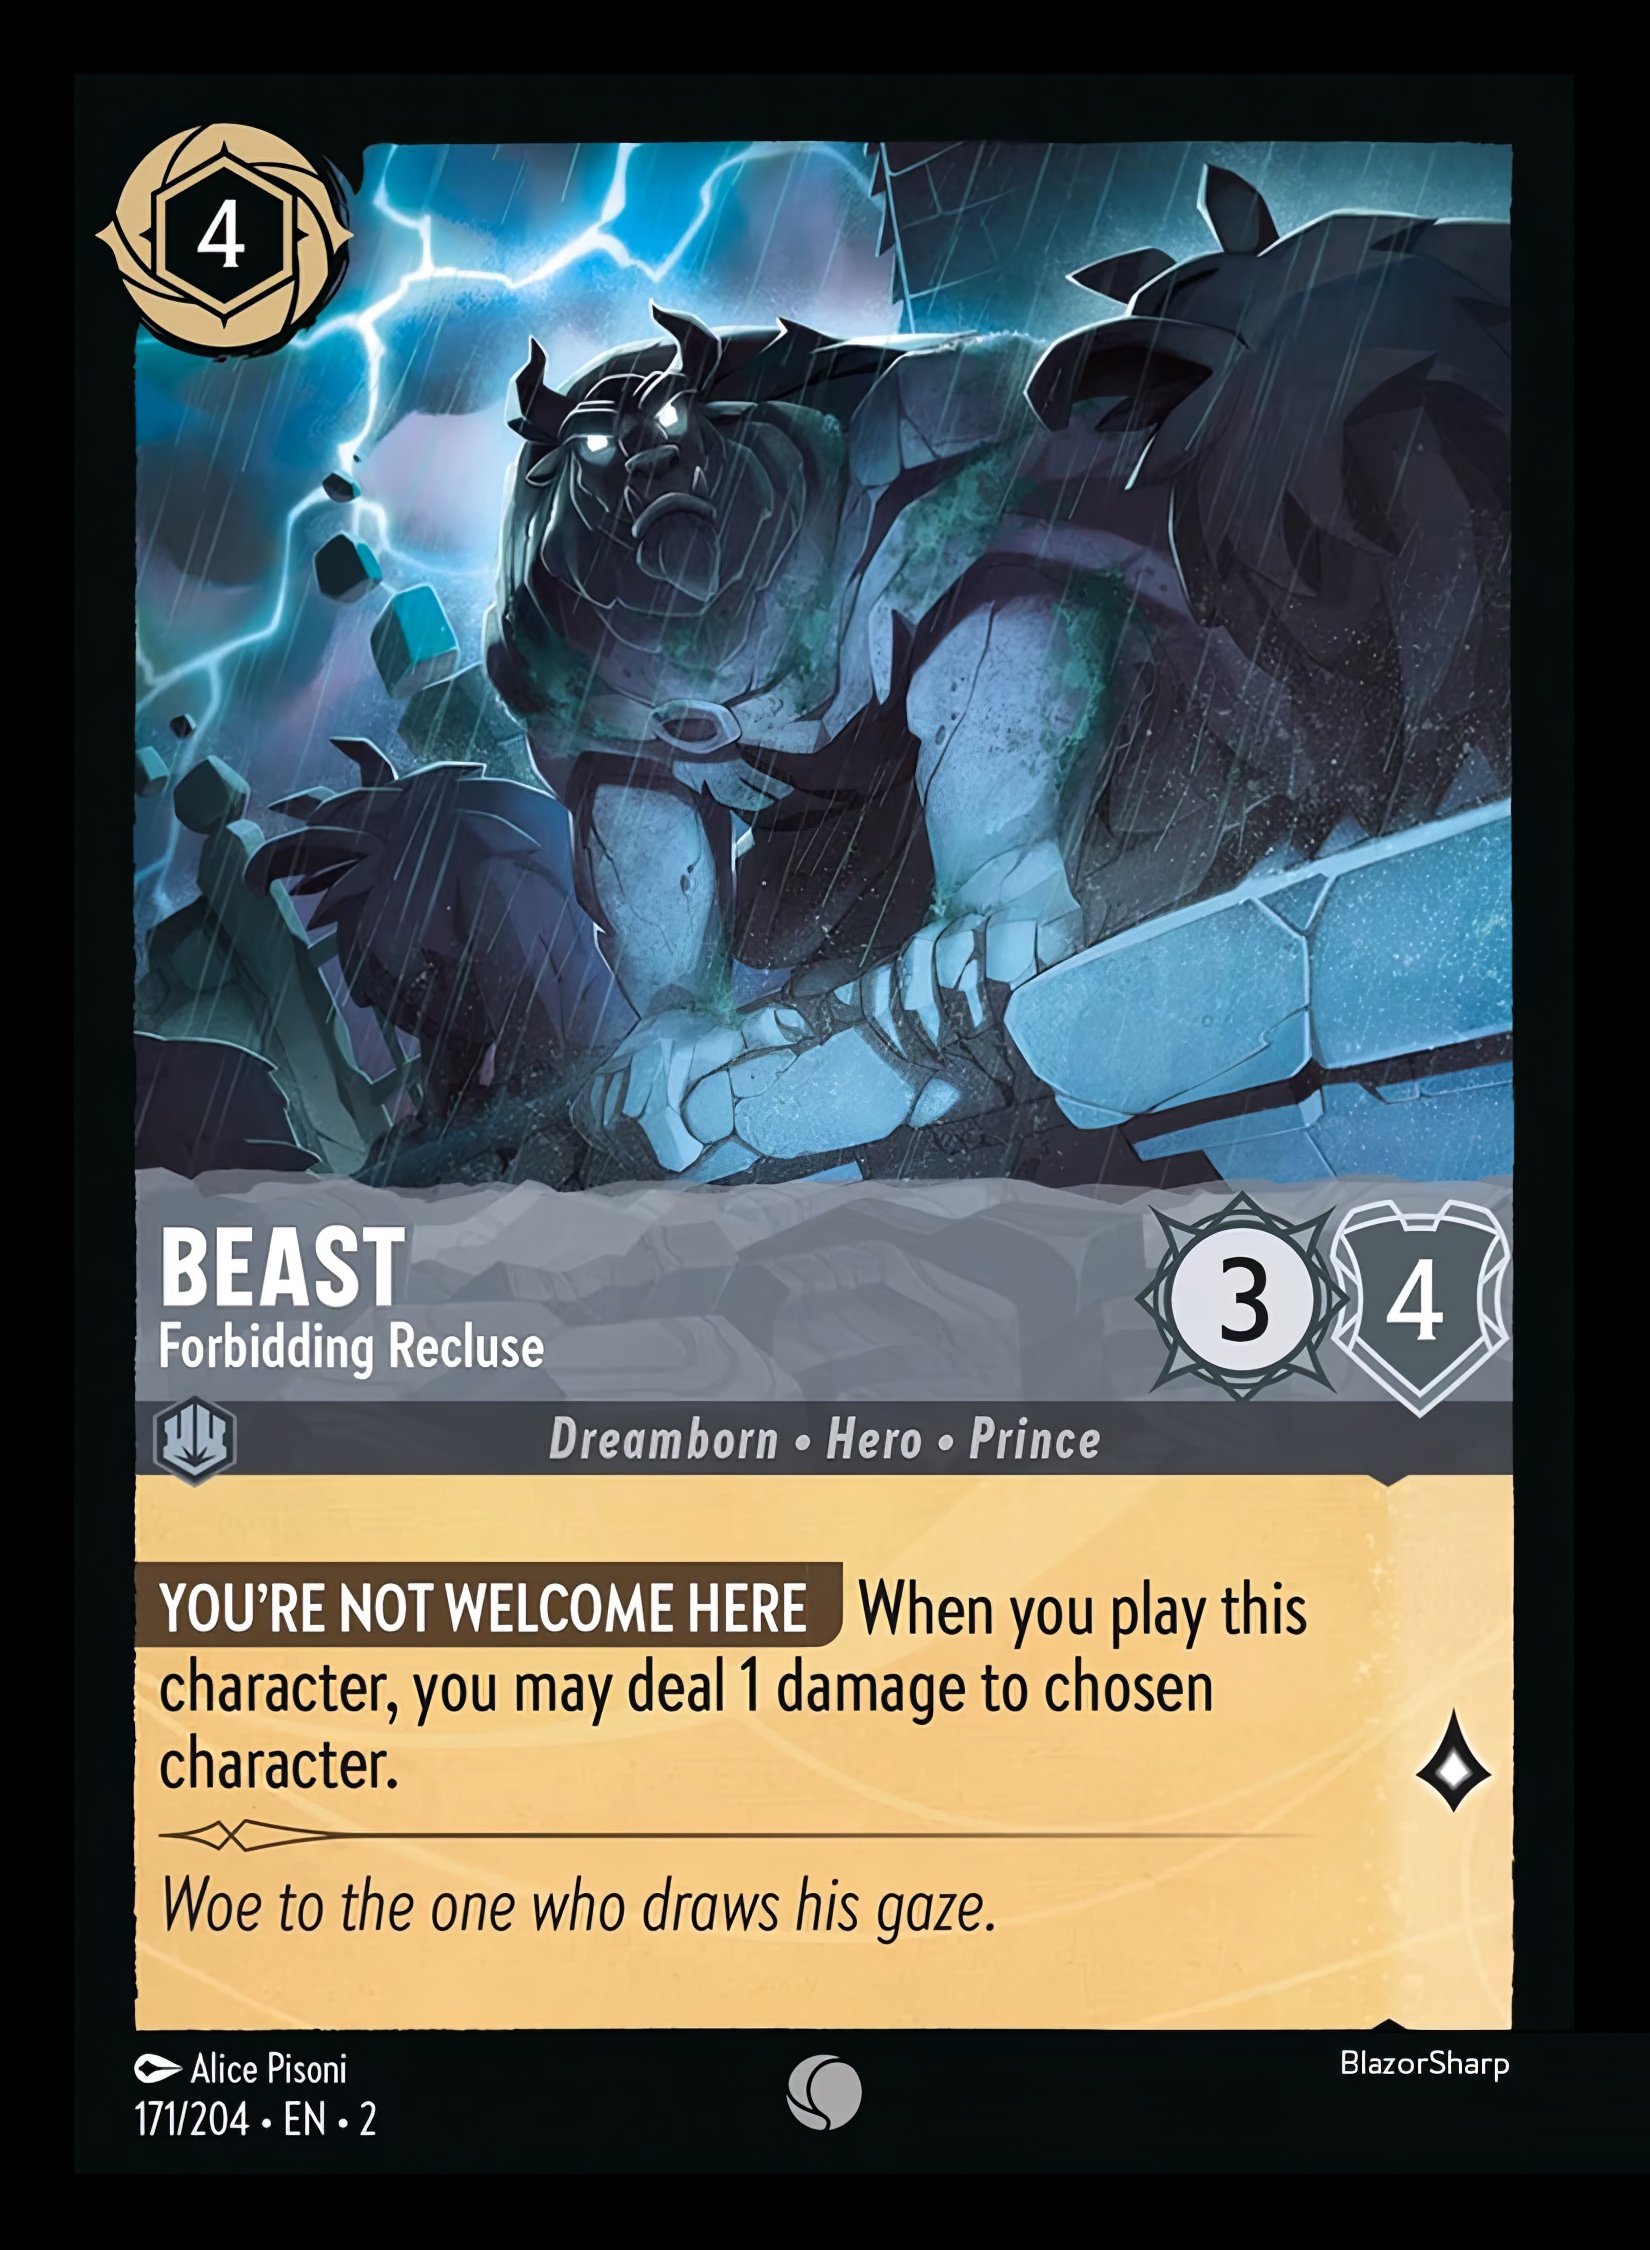 4
BEAST
Forbidding Recluse
3
4
Dreamborn • Hero • Prince
YOU'RE NOT WELCOME HERE When you play this
character, you may deal 1 damage to chosen
character.
Woe to the one who draws his gaze.
Alice Pisoni
BlazorSharp
171/204 • EN • 2